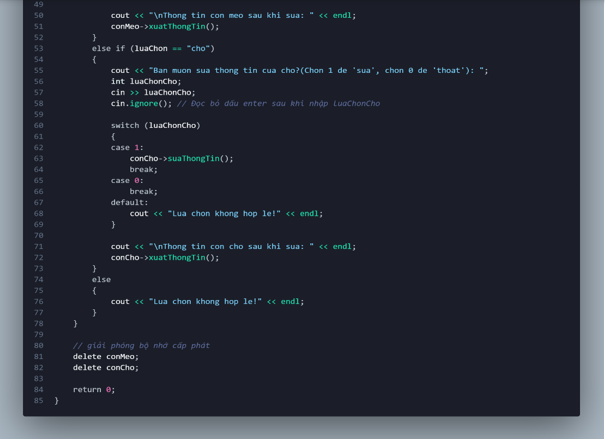 49
50 cout << "\nThong tin con meo sau khi sua: " << endl;
51 conMeo->xuatThongTin();
52 }
53 else if (luaChon == "cho")
54 {
55 cout << "Ban muon sua thong tin cua cho?(Chon 1 de 'sua', chon 0 de 'thoat'): ";
56 int luaChonCho;
57 cin >> luaChonCho;
58 cin.ignore(); // Đọc bỏ dấu enter sau khi nhập LuaChonCho
59
60 switch (luaChonCho)
61 {
62 case 1:
63 conCho->suaThongTin();
64 break;
65 case 0:
66 break;
67 default:
68 cout << "Lua chon khong hop le!" << endl;
69 }
70
71 cout << "\nThong tin con cho sau khi sua: " << endl;
72 conCho->xuatThongTin();
73 }
74 else
75 {
76 cout << "Lua chon khong hop le!" << endl;
77 }
78 }
79
80 // giải phóng bộ nhớ cấp phát
81 delete conMeo;
82 delete conCho;
83
84 return 0;
85 }